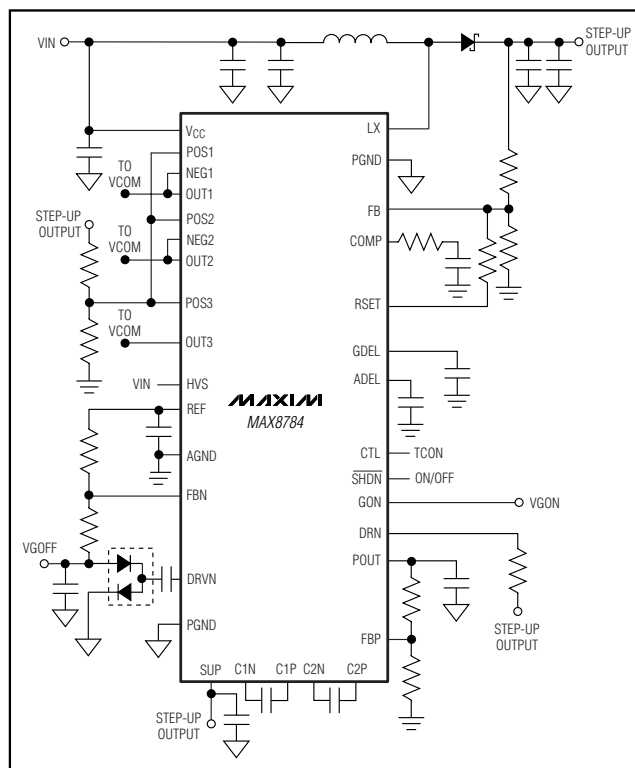 VIN
STEP-UP
OUTPUT
VCC
POS1
NEG1
OUT1
POS2
NEG2
OUT2
POS3
OUT3
HVS
REF
AGND
FBN
DRVN
PGND
SUP
C1N
C1P
C2N
C2P
LX
PGND
FB
COMP
RSET
GDEL
ADEL
CTL
SHDN
GON
DRN
POUT
FBP
TO
VCOM
STEP-UP
OUTPUT
TO
VCOM
TO
VCOM
VIN
VGOFF
MAXIM
MAX8784
TCON
ON/OFF
VGON
STEP-UP
OUTPUT
STEP-UP
OUTPUT